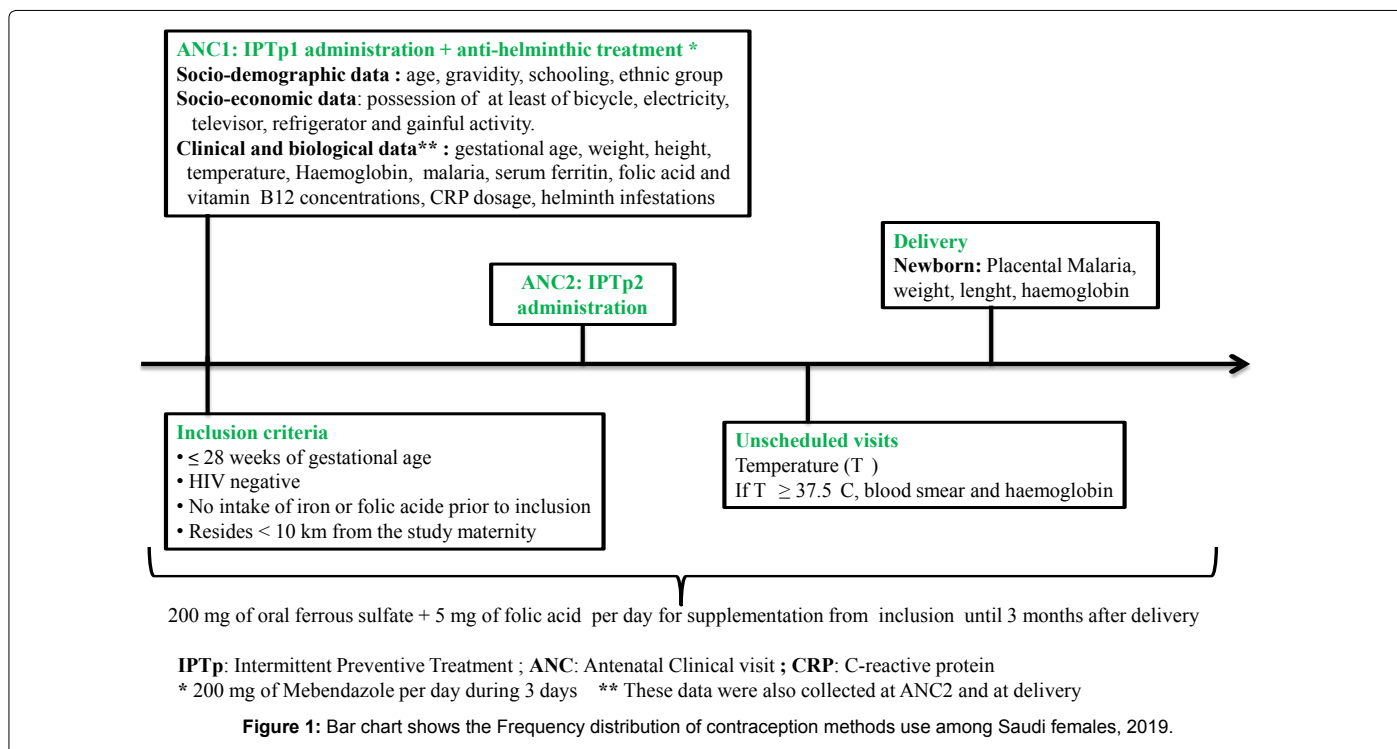 ANC1: IPTp1 administration + anti-helminthic treatment *
Socio-demographic data : age, gravidity, schooling, ethnic group
Socio-economic data: possession of at least of bicycle, electricity,
televisor, refrigerator and gainful activity.
Clinical and biological data** : gestational age, weight, height,
temperature, Haemoglobin, malaria, serum ferritin, folic acid and
vitamin B12 concentrations, CRP dosage, helminth infestations
ANC2: IPTp2
administration
Delivery
Newborn: Placental Malaria,
weight, lenght, haemoglobin
Inclusion criteria
• ≤ 28 weeks of gestational age
• HIV negative
• No intake of iron or folic acide prior to inclusion
• Resides < 10 km from the study maternity
Unscheduled visits
Temperature (T )
If T ≥ 37.5 C, blood smear and haemoglobin
200 mg of oral ferrous sulfate + 5 mg of folic acid per day for supplementation from inclusion until 3 months after delivery
IPTp: Intermittent Preventive Treatment ; ANC: Antenatal Clinical visit ; CRP: C-reactive protein
* 200 mg of Mebendazole per day during 3 days ** These data were also collected at ANC2 and at delivery
Figure 1: Bar chart shows the Frequency distribution of contraception methods use among Saudi females, 2019.